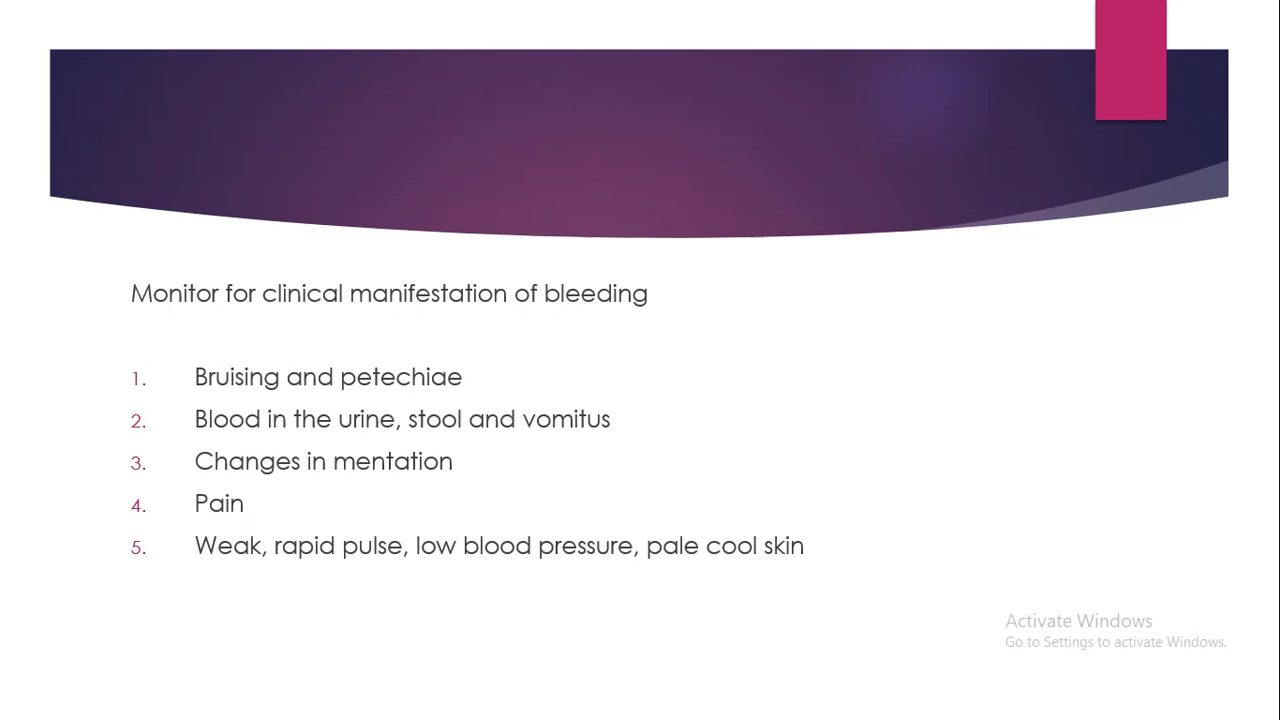 Monitor for clinical manifestation of bleeding
1. Bruising and petechiae
2. Blood in the urine, stool and vomitus
3. Changes in mentation
4. Pain
5. Weak, rapid pulse, low blood pressure, pale cool skin
Activate Windows
Go to Settings to activate Windows.